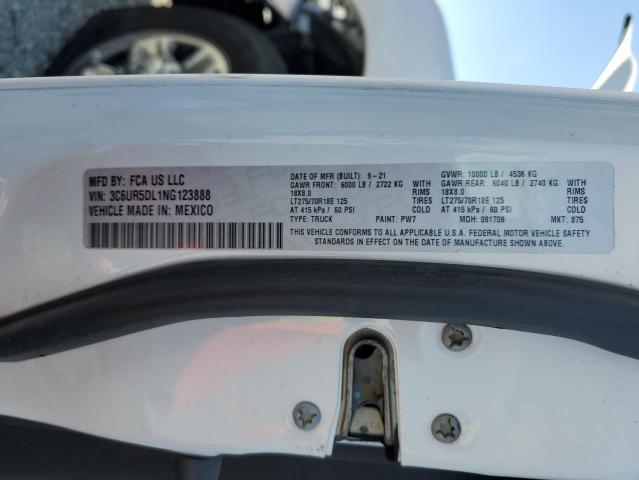 MFD BY: FCA US LLC
VIN: 3C6UR5DL1NG123888
VEHICLE MADE IN: MEXICO
DATE OF MFR (BUILT): 9-21 GVWR: 10000 LB / 4536 KG
GAWR FRONT: 6000 LB / 2722 KG WITH GAWR REAR: 6040 LB / 2740 KG WITH
18X8.0 RIMS 18X8.0 RIMS
LT275/70R18E 125 LT275/70R18E 125
AT 415 kPa / 60 PSI COLD AT 415 kPa / 60 PSI COLD
TYPE: TRUCK PAINT: PW7 MDH: 091709 MKT: 875
THIS VEHICLE CONFORMS TO ALL APPLICABLE U.S.A. FEDERAL MOTOR VEHICLE SAFETY
STANDARDS IN EFFECT ON THE DATE OF MANUFACTURE SHOWN ABOVE.